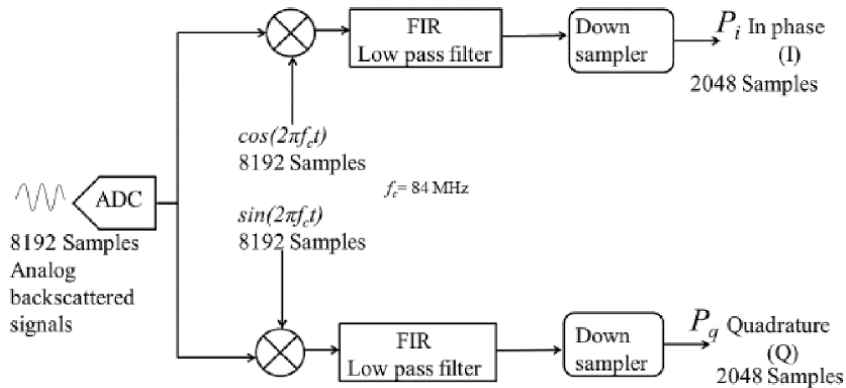 FIR
Low pass filter
Down
sampler
P_i In phase
(I)
2048 Samples
cos(2πf_ct)
8192 Samples
f_c= 84 MHz
ADC
8192 Samples
Analog
backscattered
signals
sin(2πf_ct)
8192 Samples
FIR
Low pass filter
Down
sampler
P_q Quadrature
(Q)
2048 Samples